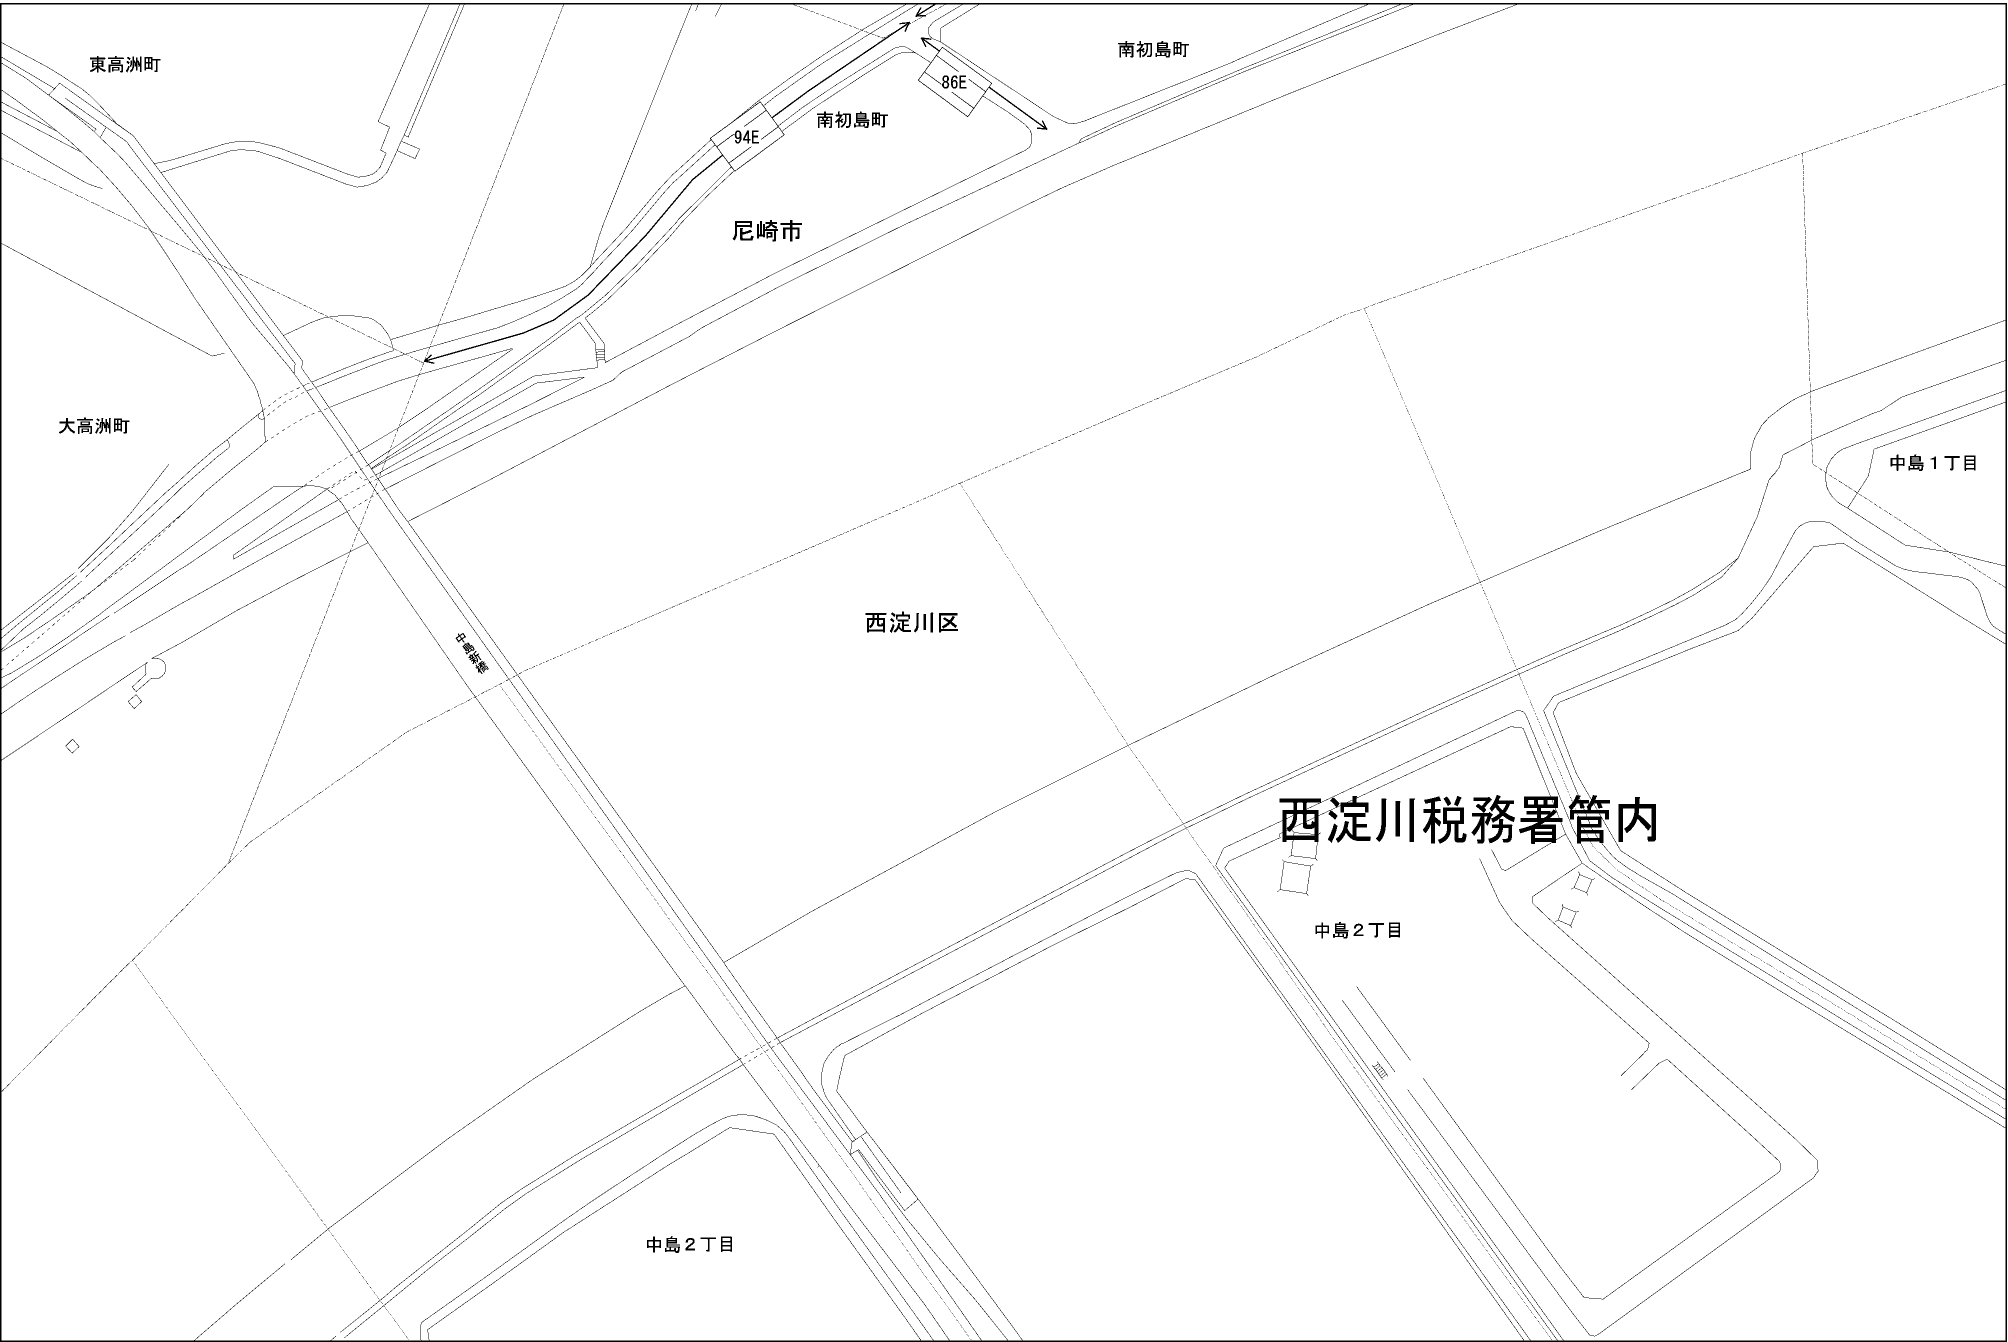 東高洲町
南初島町
86E
南初島町
94E
尼崎市
大高洲町
中島1丁目
西淀川区
中島新橋
西淀川税務署管内
中島2丁目
中島2丁目